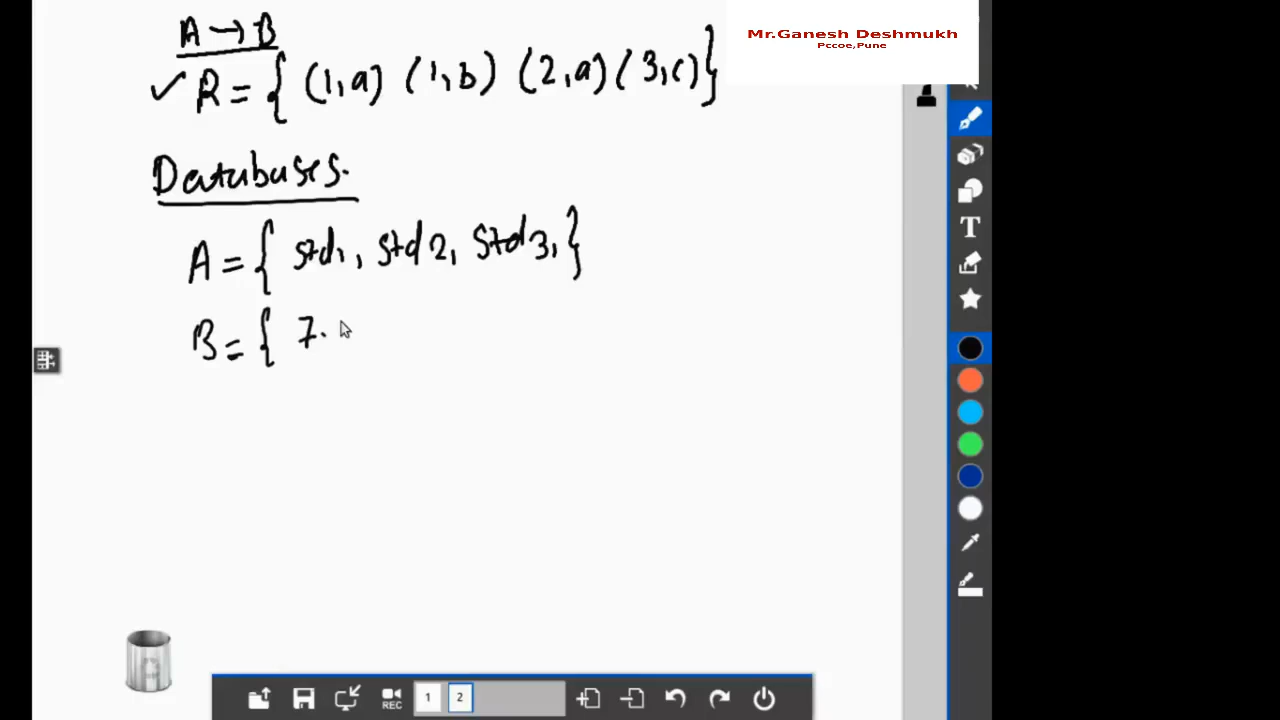 A → B
Mr.Ganesh Deshmukh
Pccoe,Pune
✓ R = { (1,a) (1,b) (2,a) (3,c) }
Databases.
A = { std1, std2, std3, }
B = { 7.
T
REC
1
2